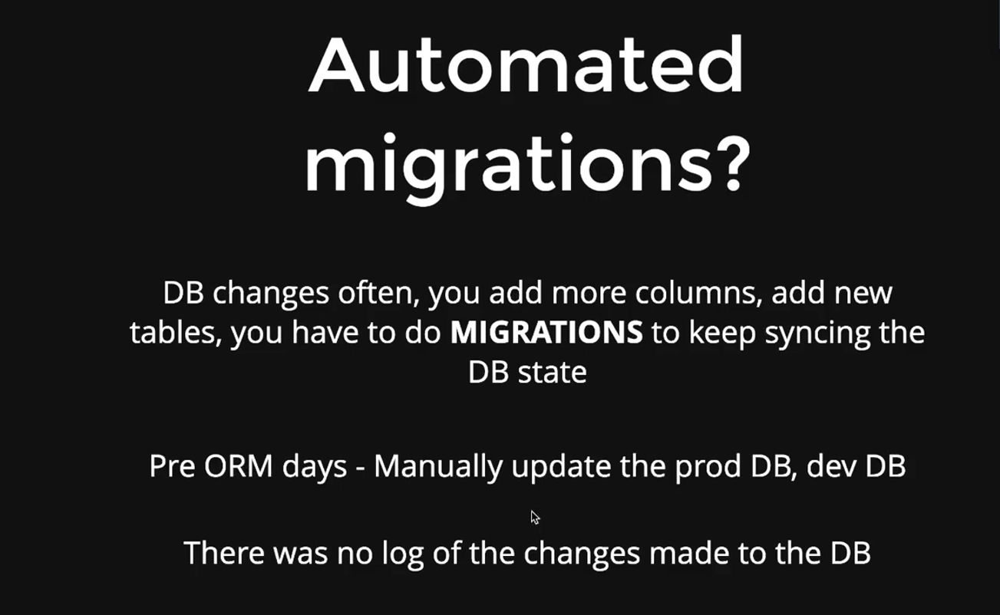 Automated
migrations?
DB changes often, you add more columns, add new
tables, you have to do MIGRATIONS to keep syncing the
DB state
Pre ORM days - Manually update the prod DB, dev DB
There was no log of the changes made to the DB